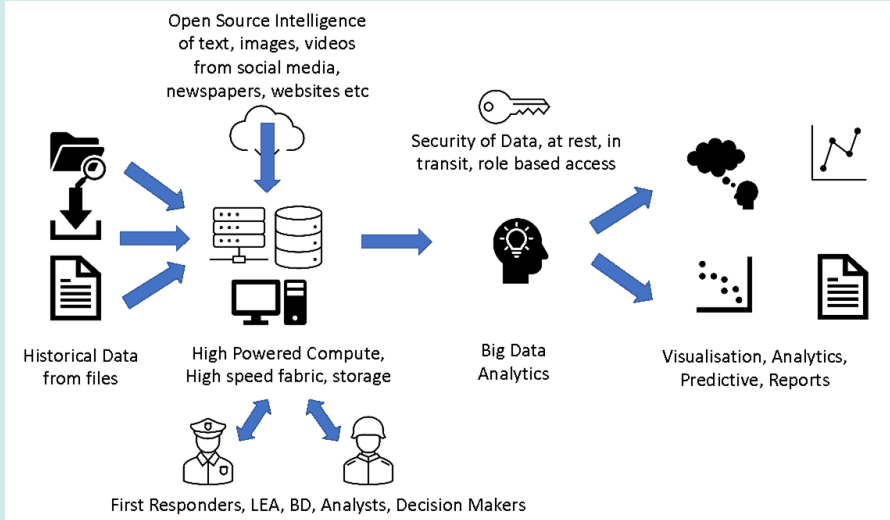 Open Source Intelligence
of text, images, videos
from social media,
newspapers, websites etc
Security of Data, at rest, in
transit, role based access
Historical Data
from files
High Powered Compute,
High speed fabric, storage
Big Data
Analytics
Visualisation, Analytics,
Predictive, Reports
First Responders, LEA, BD, Analysts, Decision Makers